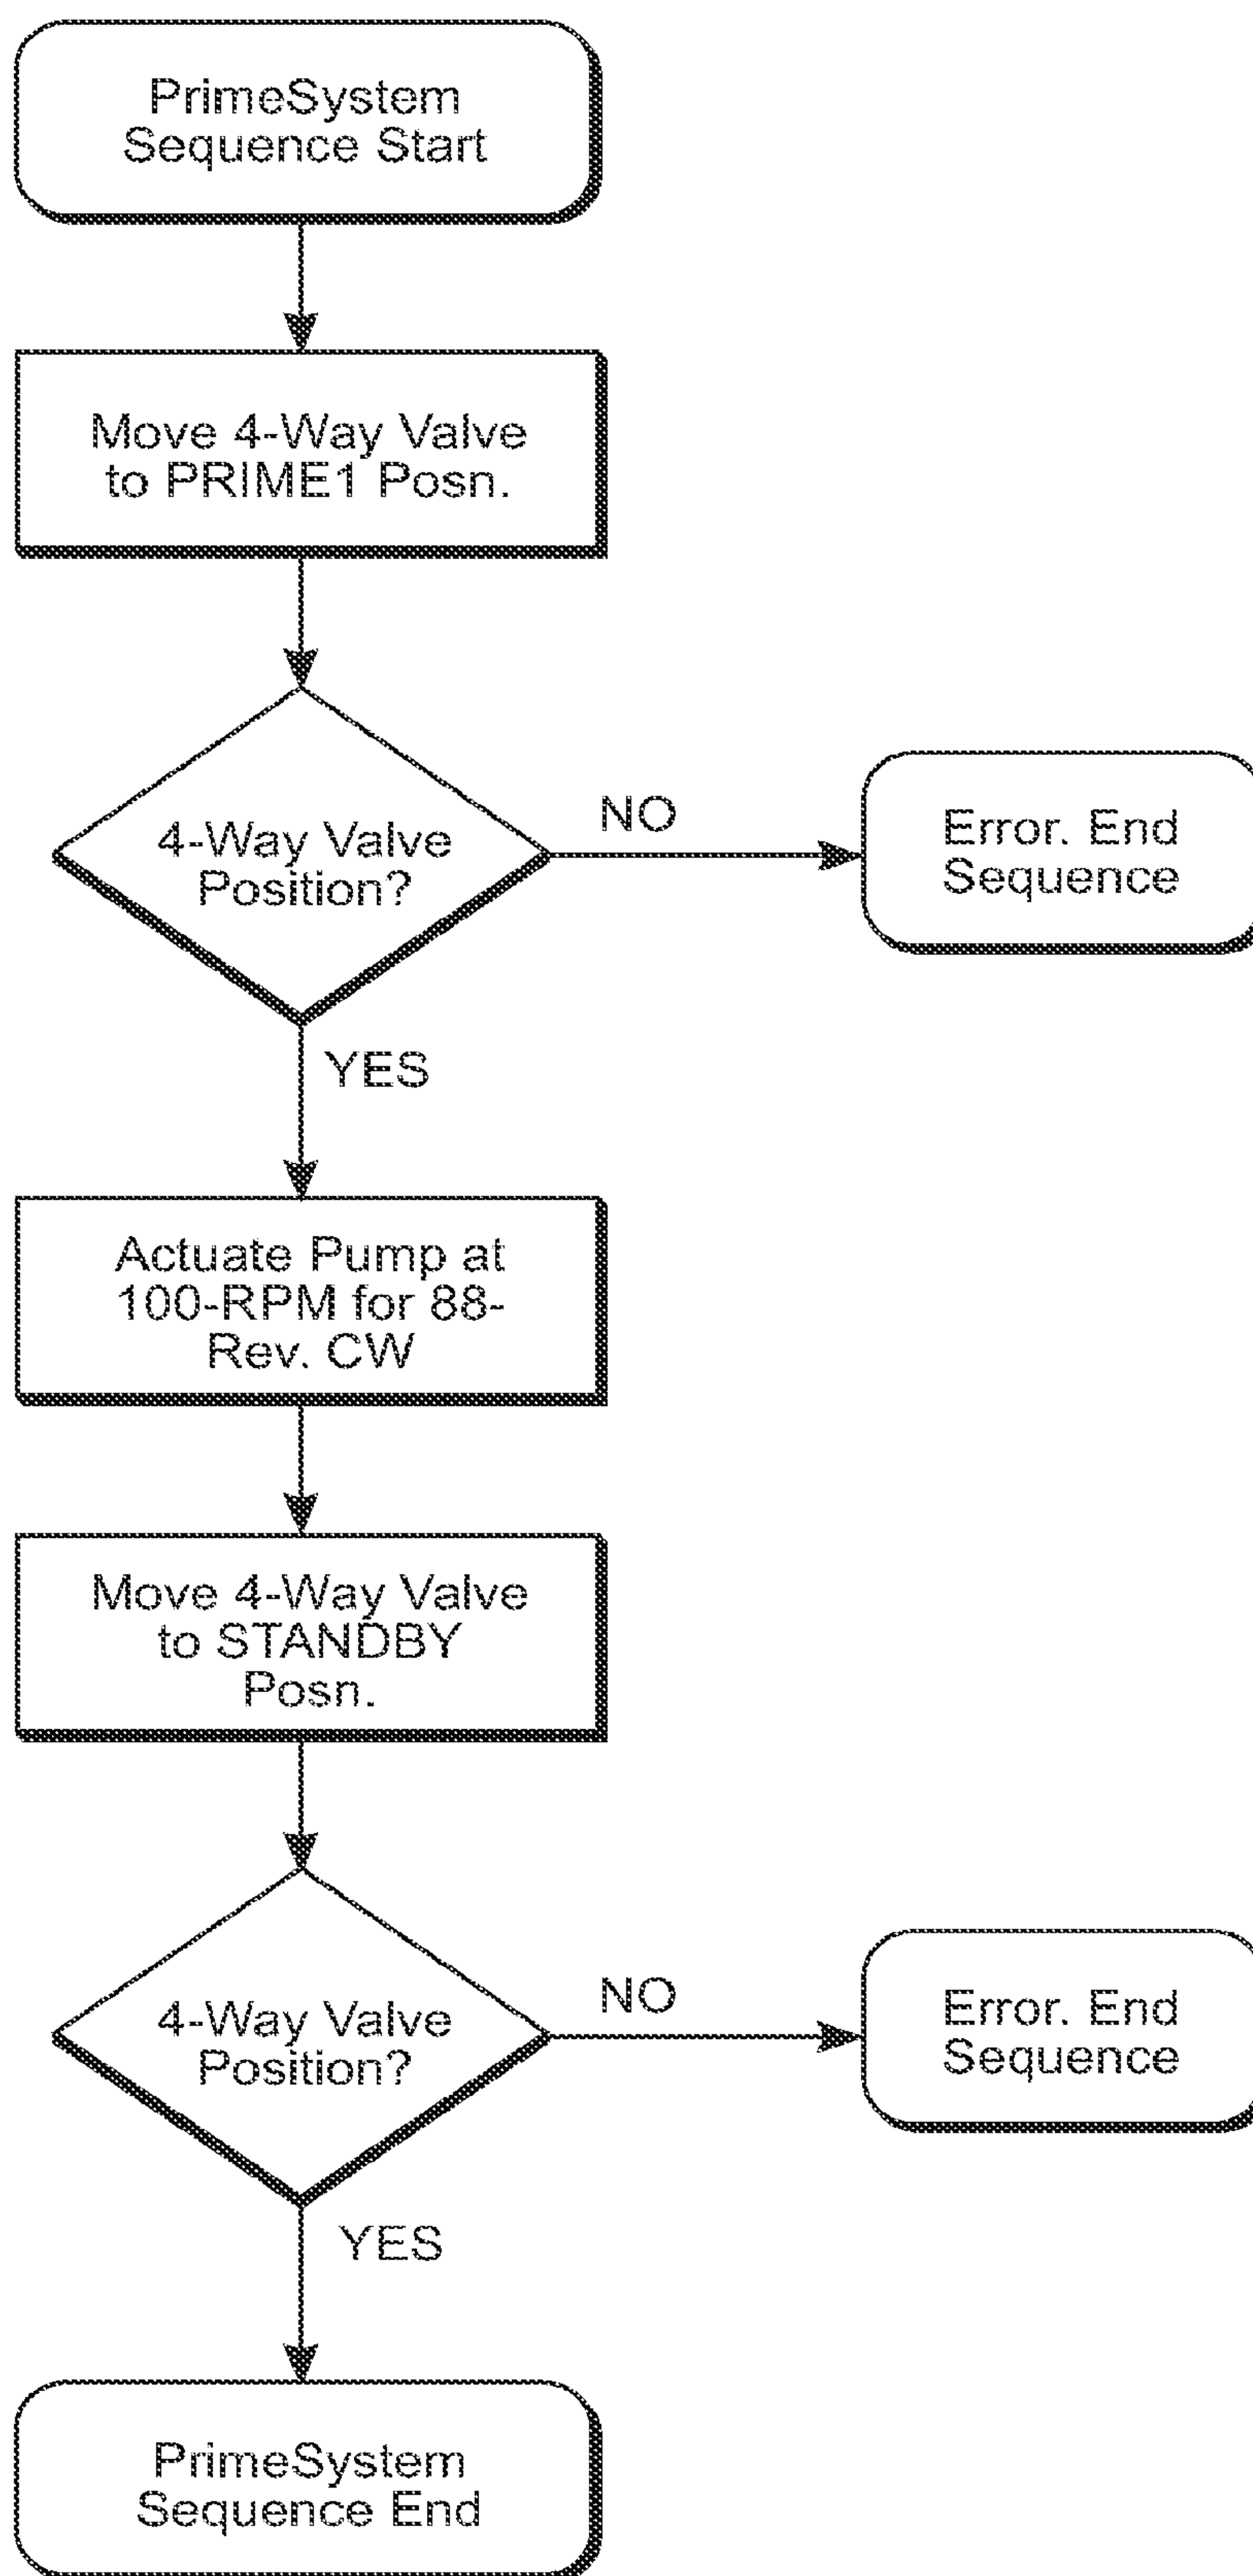 PrimeSystem
Sequence Start
Move 4-Way Valve
to PRIME1 Posn.
4-Way Valve
Position?
NO
Error. End
Sequence
YES
Actuate Pump at
100-RPM for 88-
Rev. CW
Move 4-Way Valve
to STANDBY
Posn.
4-Way Valve
Position?
NO
Error. End
Sequence
YES
PrimeSystem
Sequence End